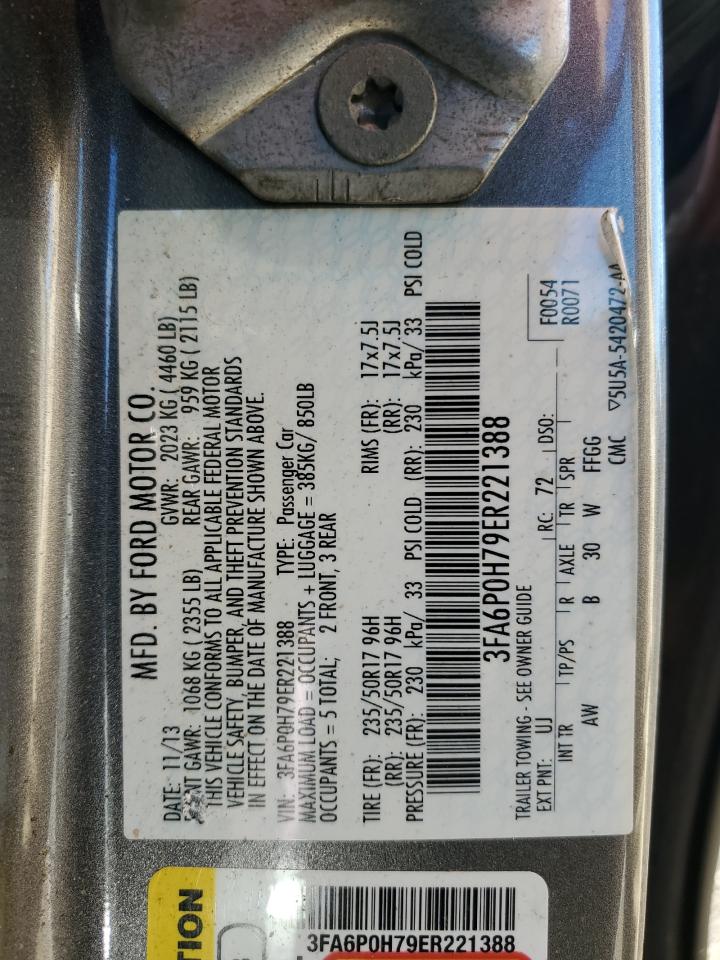 MFD. BY FORD MOTOR CO.
DATE: 11/13 GVWR: 2023 KG ( 4460 LB)
FRONT GAWR: 1068 KG ( 2355 LB) REAR GAWR: 959 KG ( 2115 LB)
THIS VEHICLE CONFORMS TO ALL APPLICABLE FEDERAL MOTOR
VEHICLE SAFETY, BUMPER, AND THEFT PREVENTION STANDARDS
IN EFFECT ON THE DATE OF MANUFACTURE SHOWN ABOVE.
VIN: 3FA6P0H79ER221388 TYPE: Passenger Car
MAXIMUM LOAD = OCCUPANTS + LUGGAGE = 385KG/ 850LB
OCCUPANTS = 5 TOTAL; 2 FRONT, 3 REAR
TIRE (FR): 235/50R17 96H RIMS (FR): 17x7.5J
(RR): 235/50R17 96H (RR): 17x7.5J
PRESSURE (FR): 230 kPa/ 33 PSI COLD (RR): 230 kPa/ 33 PSI COLD
3FA6P0H79ER221388
TRAILER TOWING - SEE OWNER GUIDE
F0054
EXT PNT: UJ RC: 72 DSO: R0071
INT TR TP/PS R AXLE TR SPR
AW B 30 W FFGG
CMC ▽5U5A-5420472-AA
3FA6P0H79ER221388